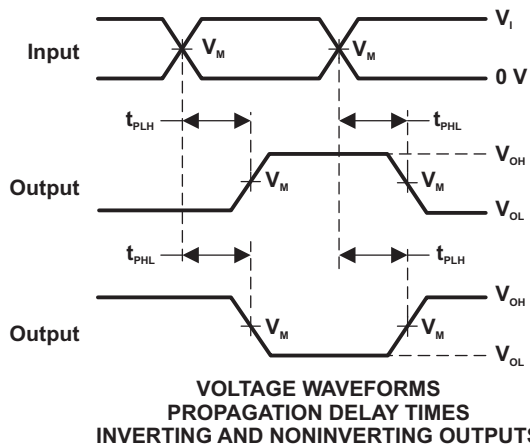 Input
V_I
V_M
V_M
0 V
t_PLH
t_PHL
Output
V_OH
V_M
V_M
V_OL
t_PHL
t_PLH
Output
V_OH
V_M
V_M
V_OL
VOLTAGE WAVEFORMS
PROPAGATION DELAY TIMES
INVERTING AND NONINVERTING OUTPUTS